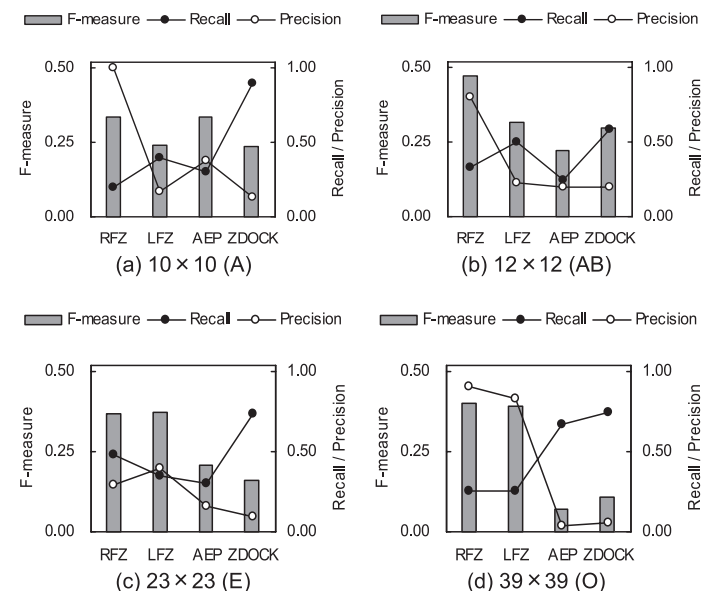 F-measure Recall Precision
F-measure Recall Precision
0.50 1.00
0.25 0.50
0.00 0.00
F-measure
Recall / Precision
RFZ LFZ AEP ZDOCK
(a) 10×10 (A)
0.50 1.00
0.25 0.50
0.00 0.00
F-measure
Recall / Precision
RFZ LFZ AEP ZDOCK
(b) 12×12 (AB)
F-measure Recall Precision
F-measure Recall Precision
0.50 1.00
0.25 0.50
0.00 0.00
F-measure
Recall / Precision
RFZ LFZ AEP ZDOCK
(c) 23×23 (E)
0.50 1.00
0.25 0.50
0.00 0.00
F-measure
Recall / Precision
RFZ LFZ AEP ZDOCK
(d) 39×39 (O)